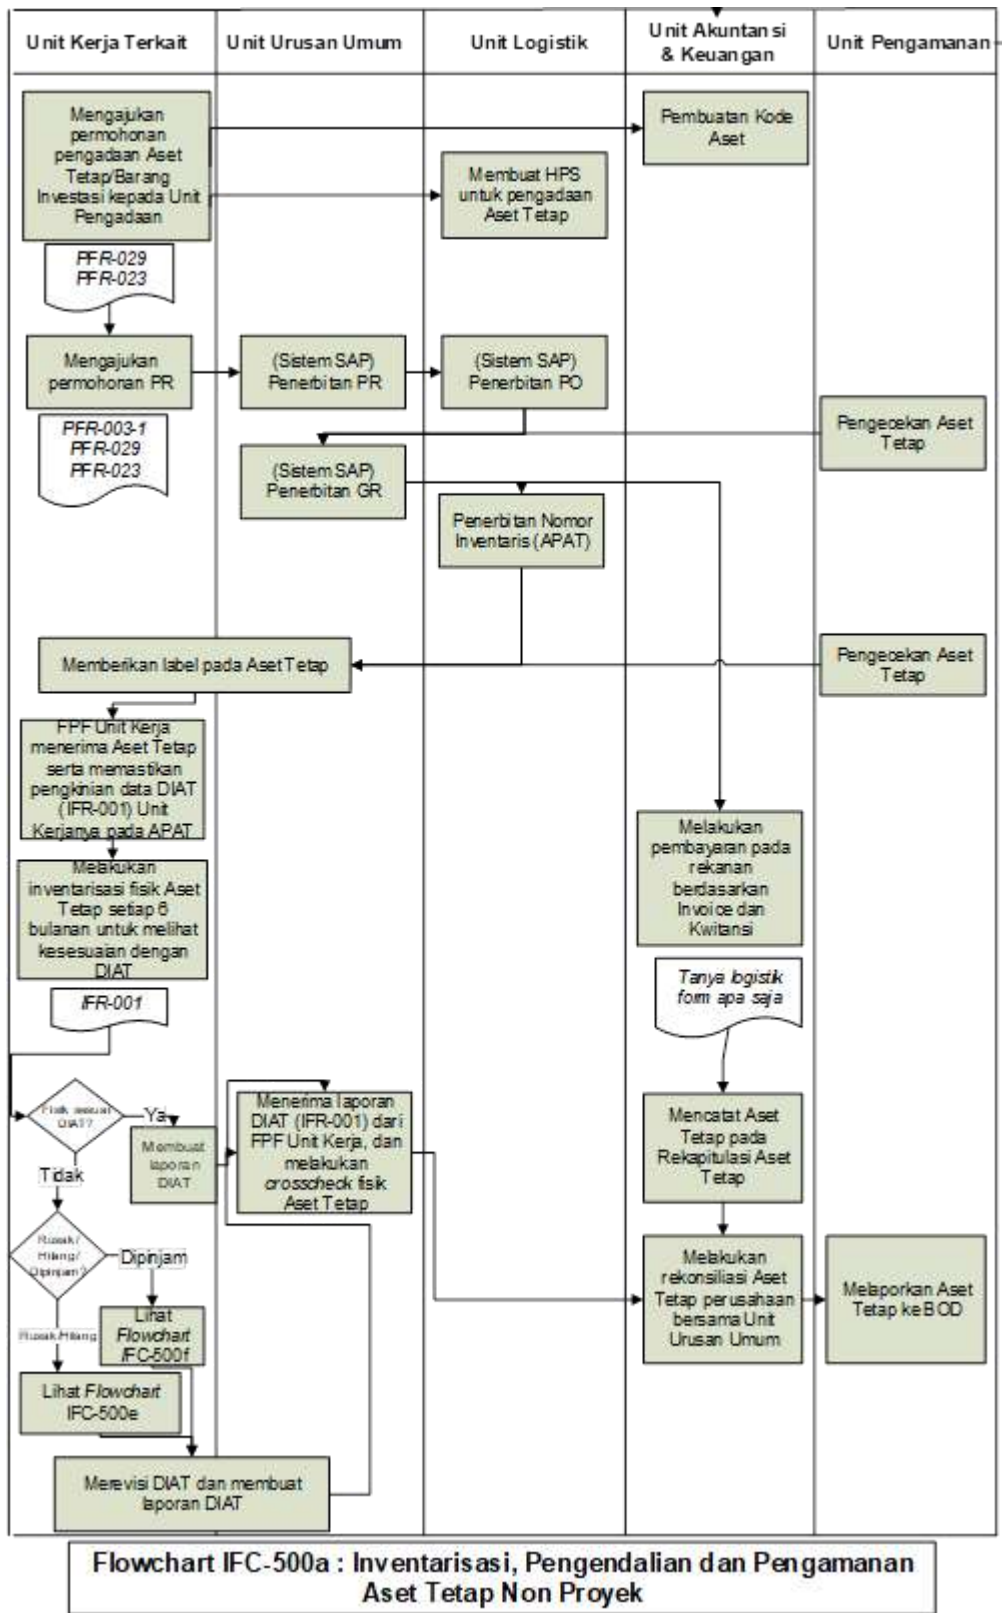 Unit Kerja Terkait
Unit Urusan Umum
Unit Logistik
Unit Akuntansi
& Keuangan
Unit Pengamanan
Mengajukan
permohonan
pengadaan Aset
Tetap/Barang
Investasi kepada Unit
Pengadaan
Pembuatan Kode
Aset
Membuat HPS
untuk pengadaan
Aset Tetap
PFR-029
PFR-023
Mengajukan
permohonan PR
(Sistem SAP)
Penerbitan PR
(Sistem SAP)
Penerbitan PO
PFR-003-1
PFR-029
PFR-023
Pengecekan Aset
Tetap
(Sistem SAP)
Penerbitan GR
Penerbitan Nomor
Inventaris (APAT)
Memberikan label pada Aset Tetap
Pengecekan Aset
Tetap
FPF Unit Kerja
menerima Aset Tetap
serta memastikan
pengkinian data DIAT
(IFR-001) Unit
Kerjanya pada APAT
Melakukan
pembayaran pada
rekanan
berdasarkan
Invoice dan
Kwitansi
Melakukan
inventarisasi fisik Aset
Tetap setiap 6
bulanan untuk melihat
kesesuaian dengan
DIAT
IFR-001
Tanya logistik
form apa saja
Fisik sesuai
DIAT?
Ya
Membuat
laporan
DIAT
Menerima laporan
DIAT (IFR-001) dari
FPF Unit Kerja, dan
melakukan
crosscheck fisik
Aset Tetap
Mencatat Aset
Tetap pada
Rekapitulasi Aset
Tetap
Tidak
Rusak/
Hilang/
Dipinjam?
Dipinjam
Melakukan
rekonsiliasi Aset
Tetap perusahaan
bersama Unit
Urusan Umum
Melaporkan Aset
Tetap ke BOD
Rusak/Hilang
Lihat
Flowchart
IFC-500f
Lihat Flowchart
IFC-500e
Merevisi DIAT dan membuat
laporan DIAT
Flowchart IFC-500a : Inventarisasi, Pengendalian dan Pengamanan
Aset Tetap Non Proyek